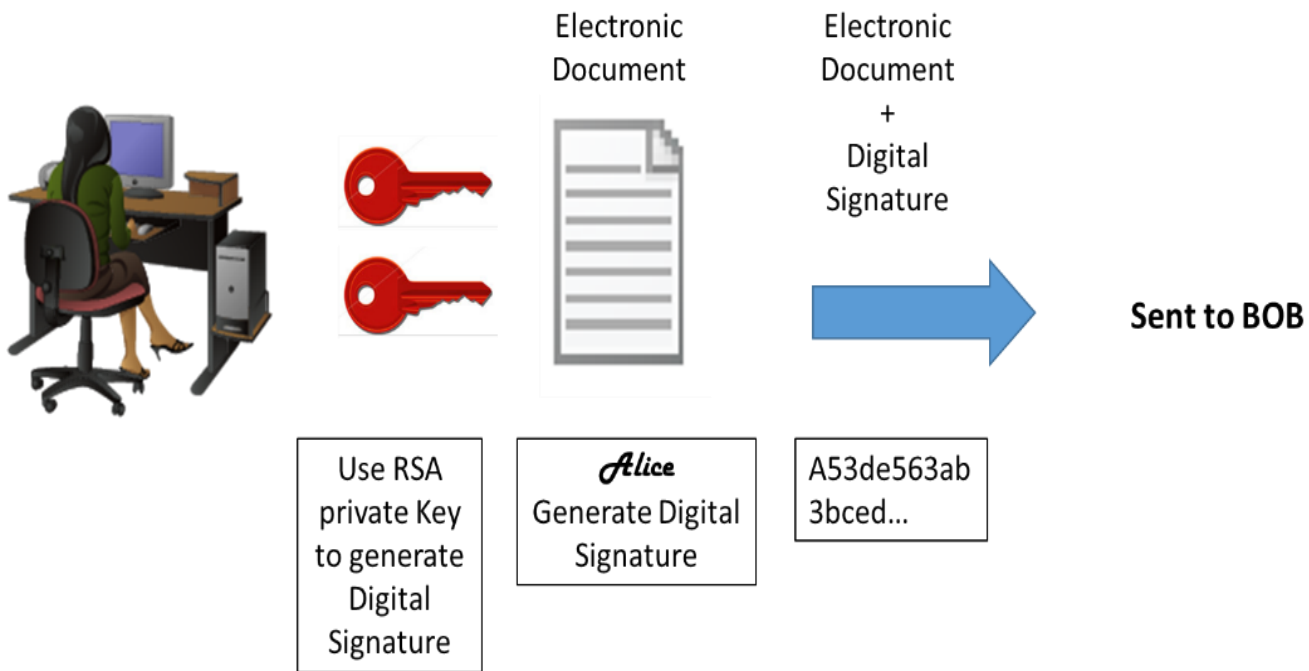 Electronic
Document
Electronic
Document
+
Digital
Signature
Sent to BOB
Use RSA
private Key
to generate
Digital
Signature
Alice
Generate Digital
Signature
A53de563ab
3bced...